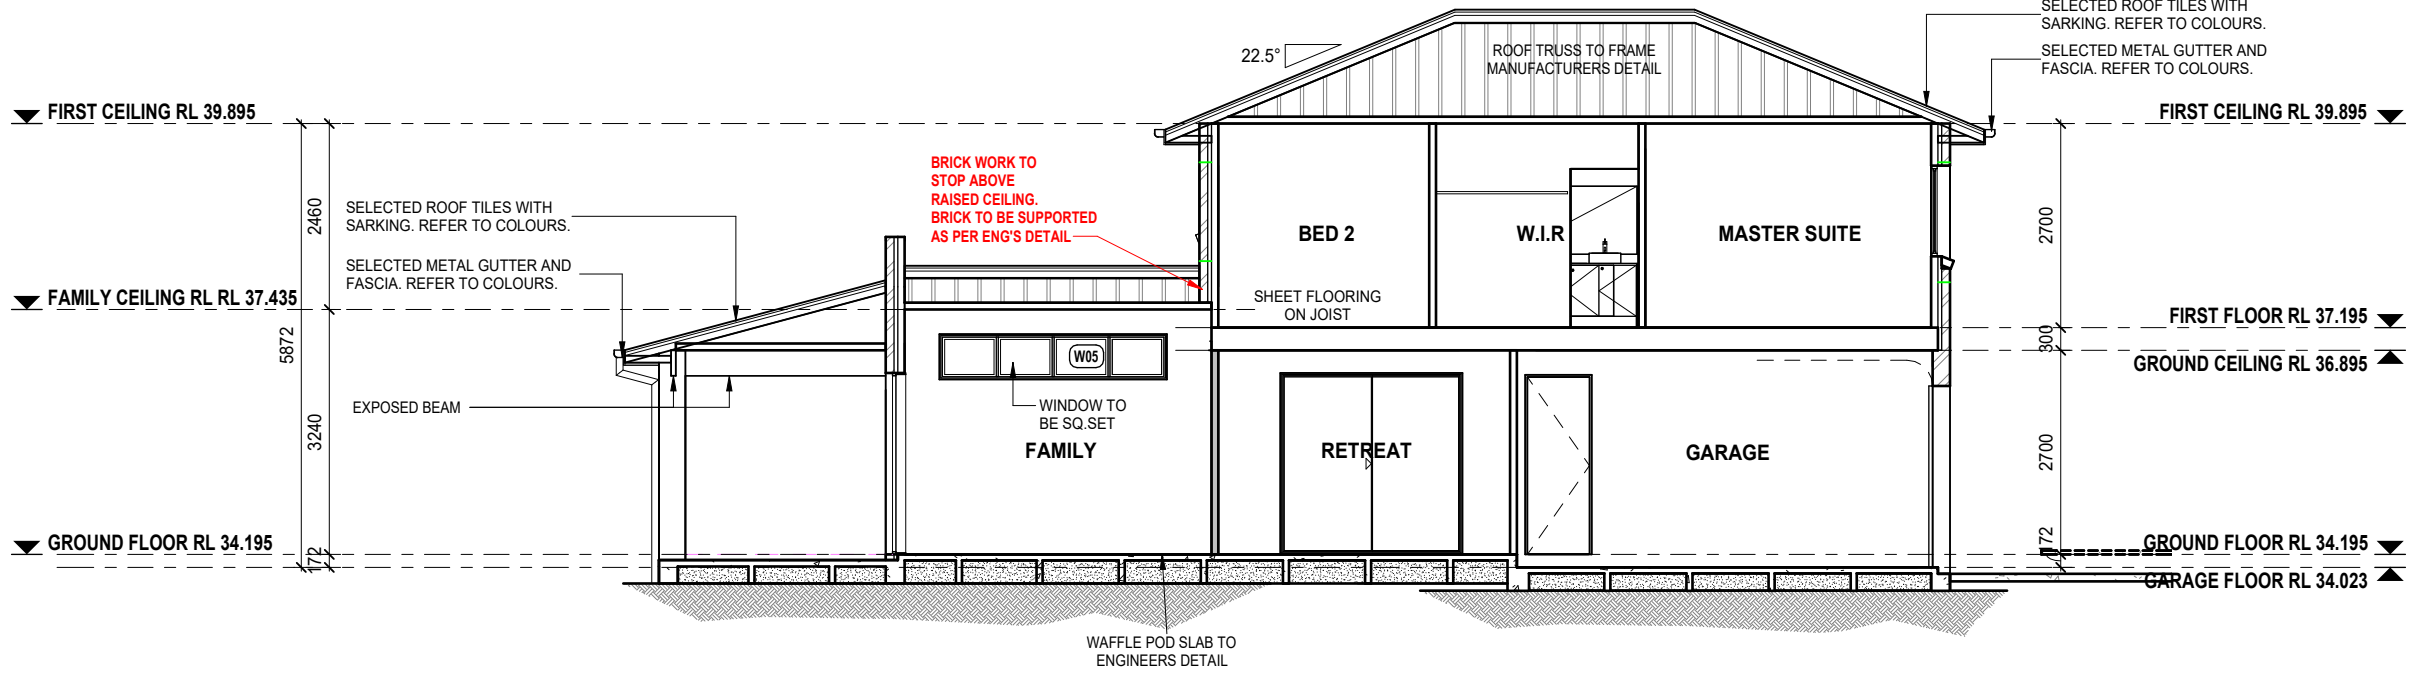 SELECTED ROOF TILES WITH
SARKING. REFER TO COLOURS.
22.5°
ROOF TRUSS TO FRAME
MANUFACTURERS DETAIL
SELECTED METAL GUTTER AND
FASCIA. REFER TO COLOURS.
FIRST CEILING RL 39.895
FIRST CEILING RL 39.895
BRICK WORK TO
STOP ABOVE
RAISED CEILING.
BRICK TO BE SUPPORTED
AS PER ENG'S DETAIL
2460
SELECTED ROOF TILES WITH
SARKING. REFER TO COLOURS.
BED 2
W.I.R
MASTER SUITE
2700
SELECTED METAL GUTTER AND
FASCIA. REFER TO COLOURS.
FAMILY CEILING RL RL 37.435
SHEET FLOORING
ON JOIST
FIRST FLOOR RL 37.195
5872
W05
300
GROUND CEILING RL 36.895
EXPOSED BEAM
WINDOW TO
BE SQ.SET
3240
FAMILY
RETREAT
GARAGE
2700
GROUND FLOOR RL 34.195
172
172
GROUND FLOOR RL 34.195
GARAGE FLOOR RL 34.023
WAFFLE POD SLAB TO
ENGINEERS DETAIL